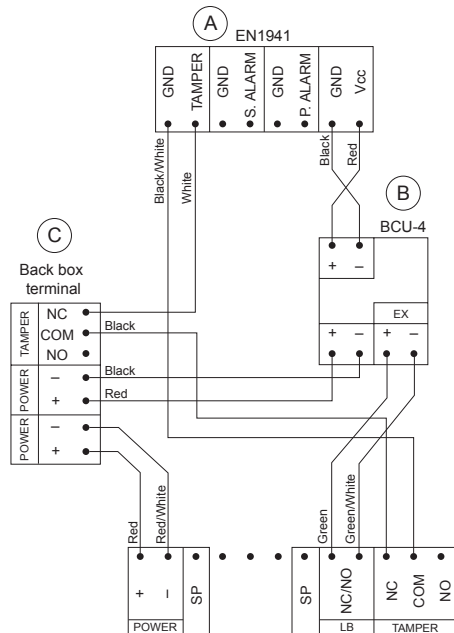 A
EN1941
GND
TAMPER
GND
S. ALARM
GND
P. ALARM
GND
Vcc
Black/White
White
Black
Red
B
BCU-4
+ –
EX
+ – + –
C
Back box
terminal
TAMPER
NC
COM
NO
Black
POWER
–
+
Black
Red
POWER
–
+
Red
Red/White
Green
Green/White
+
–
SP
SP
NC/NO
NC
COM
NO
POWER
LB
TAMPER